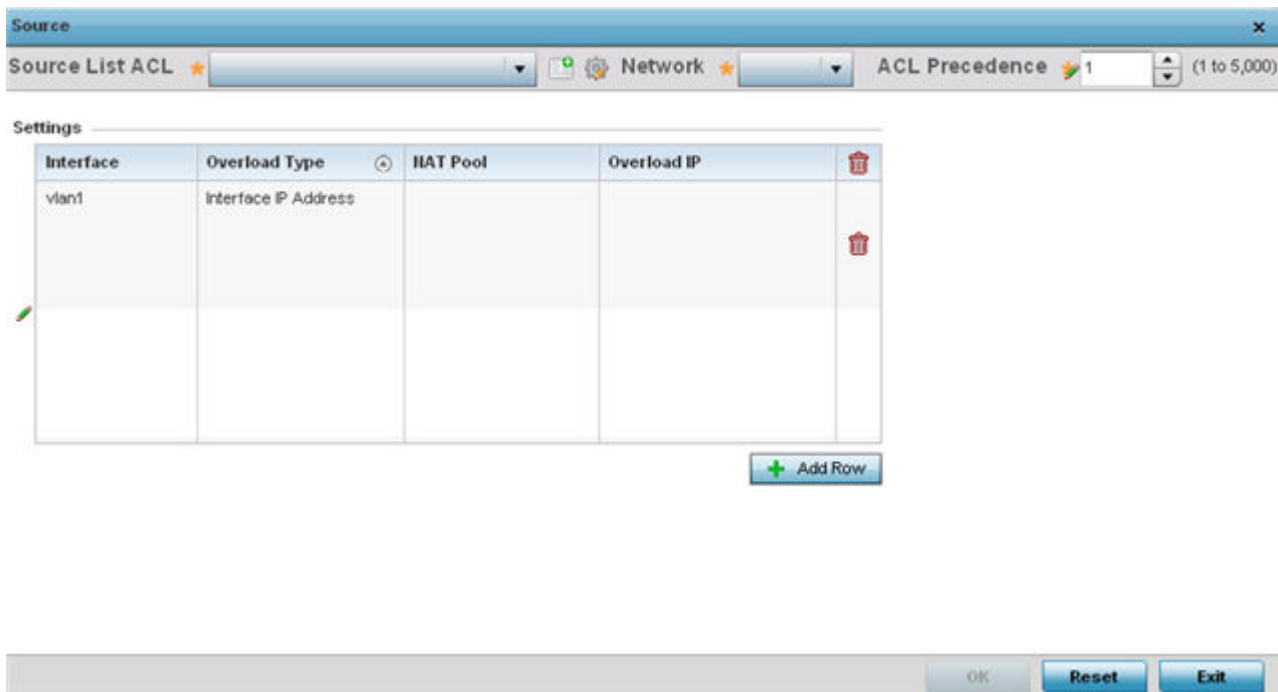 Source
Source List ACL Network ACL Precedence 1 (1 to 5,000)
Settings
Interface Overload Type NAT Pool Overload IP
vlan1 Interface IP Address
Add Row
OK Reset Exit